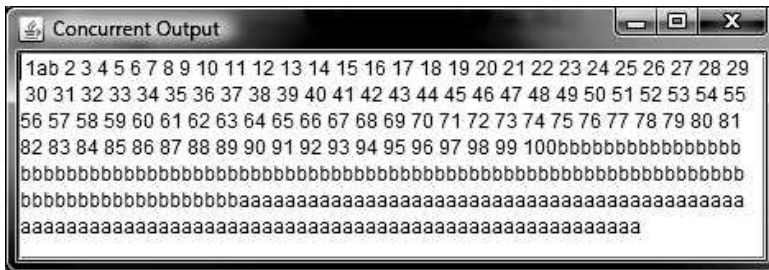 1ab 2 3 4 5 6 7 8 9 10 11 12 13 14 15 16 17 18 19 20 21 22 23 24 25 26 27 28 29
30 31 32 33 34 35 36 37 38 39 40 41 42 43 44 45 46 47 48 49 50 51 52 53 54 55
56 57 58 59 60 61 62 63 64 65 66 67 68 69 70 71 72 73 74 75 76 77 78 79 80 81
82 83 84 85 86 87 88 89 90 91 92 93 94 95 96 97 98 99 100bbbbbbbbbbbbbbbb
bbbbbbbbbbbbbbbbbbbbbbbbbbbbbbbbbbbbbbbbbbbbbbbbbbbbbbbbbbbbbbbb
bbbbbbbbbbbbbbbbbbbaaaaaaaaaaaaaaaaaaaaaaaaaaaaaaaaaaaaaaaaaaaaa
aaaaaaaaaaaaaaaaaaaaaaaaaaaaaaaaaaaaaaaaaaaaaaaaaaaaaa